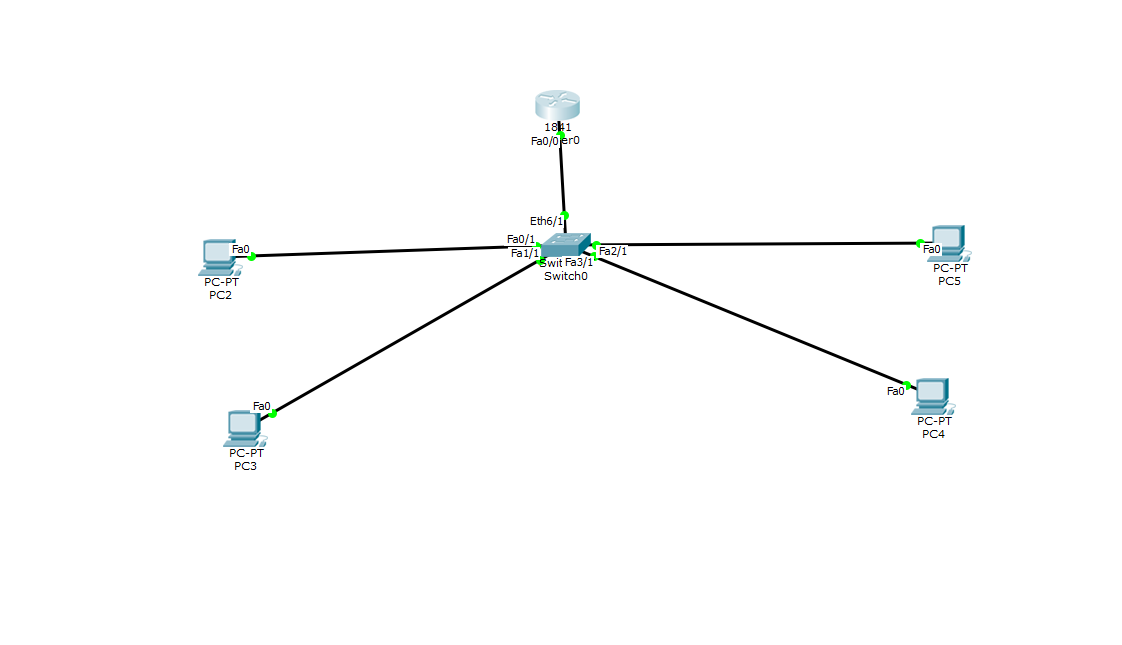 1841
Fa0/0er0
Eth6/1
Fa0/1
Fa1/1
Fa2/1
Swit Fa3/1
Switch0
Fa0
PC-PT
PC2
Fa0
PC-PT
PC5
Fa0
PC-PT
PC3
Fa0
PC-PT
PC4